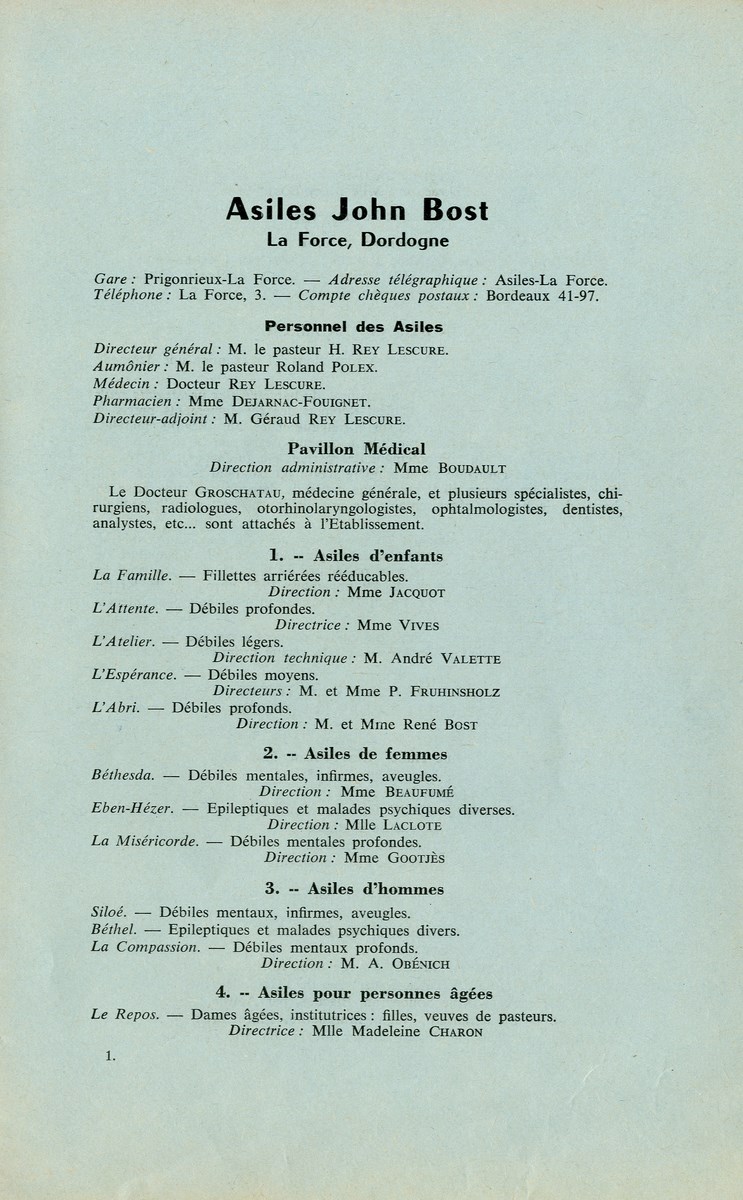 Asiles John Bost
La Force, Dordogne
Gare : Prigonrieux-La Force. — Adresse télégraphique : Asiles-La Force.
Téléphone : La Force, 3. — Compte chèques postaux : Bordeaux 41-97.
Personnel des Asiles
Directeur général : M. le pasteur H. REY LESCURE.
Aumônier : M. le pasteur Roland POLEX.
Médecin : Docteur REY LESCURE.
Pharmacien : Mme DEJARNAC-FOUIGNET.
Directeur-adjoint : M. Géraud REY LESCURE.
Pavillon Médical
Direction administrative : Mme BOUDAULT
Le Docteur GROSCHATAU, médecine générale, et plusieurs spécialistes, chi-
rurgiens, radiologues, otorhinolaryngologistes, ophtalmologistes, dentistes,
analystes, etc... sont attachés à l'Etablissement.
1. -- Asiles d'enfants
La Famille. — Fillettes arriérées rééducables.
Direction : Mme JACQUOT
L'Attente. — Débiles profondes.
Directrice : Mme VIVES
L'Atelier. — Débiles légers.
Direction technique : M. André VALETTE
L'Espérance. — Débiles moyens.
Directeurs : M. et Mme P. FRUHINSHOLZ
L'Abri. — Débiles profonds.
Direction : M. et Mme René BOST
2. -- Asiles de femmes
Béthesda. — Débiles mentales, infirmes, aveugles.
Direction : Mme BEAUFUMÉ
Eben-Hézer. — Epileptiques et malades psychiques diverses.
Direction : Mlle LACLOTE
La Miséricorde. — Débiles mentales profondes.
Direction : Mme GOOTJÈS
3. -- Asiles d'hommes
Siloé. — Débiles mentaux, infirmes, aveugles.
Béthel. — Epileptiques et malades psychiques divers.
La Compassion. — Débiles mentaux profonds.
Direction : M. A. OBÉNICH
4. -- Asiles pour personnes âgées
Le Repos. — Dames âgées, institutrices : filles, veuves de pasteurs.
Directrice : Mlle Madeleine CHARON
1.